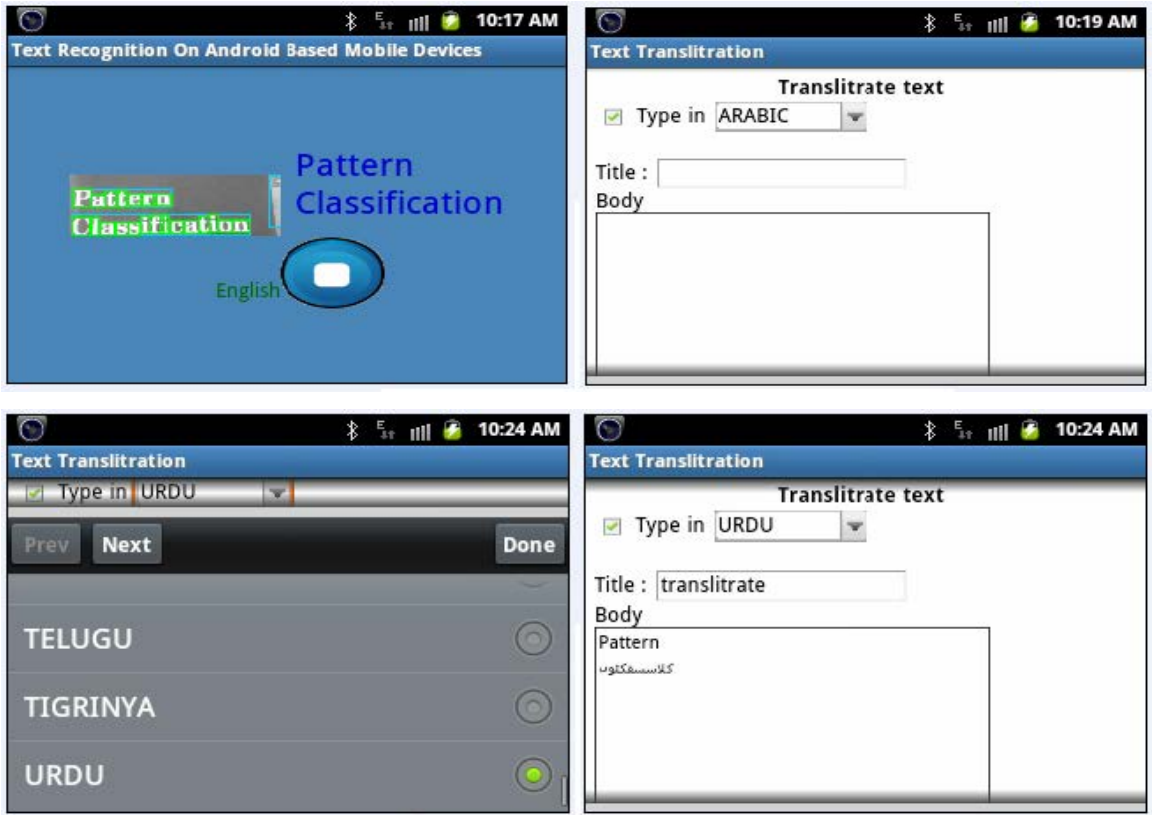 10:17 AM
Text Recognition On Android Based Mobile Devices
Pattern
Classification
Pattern
Classification
English
10:19 AM
Text Translitration
Translitrate text
Type in ARABIC
Title :
Body
10:24 AM
Text Translitration
Type in URDU
Prev Next Done
TELUGU
TIGRINYA
URDU
10:24 AM
Text Translitration
Translitrate text
Type in URDU
Title : translitrate
Body
Pattern